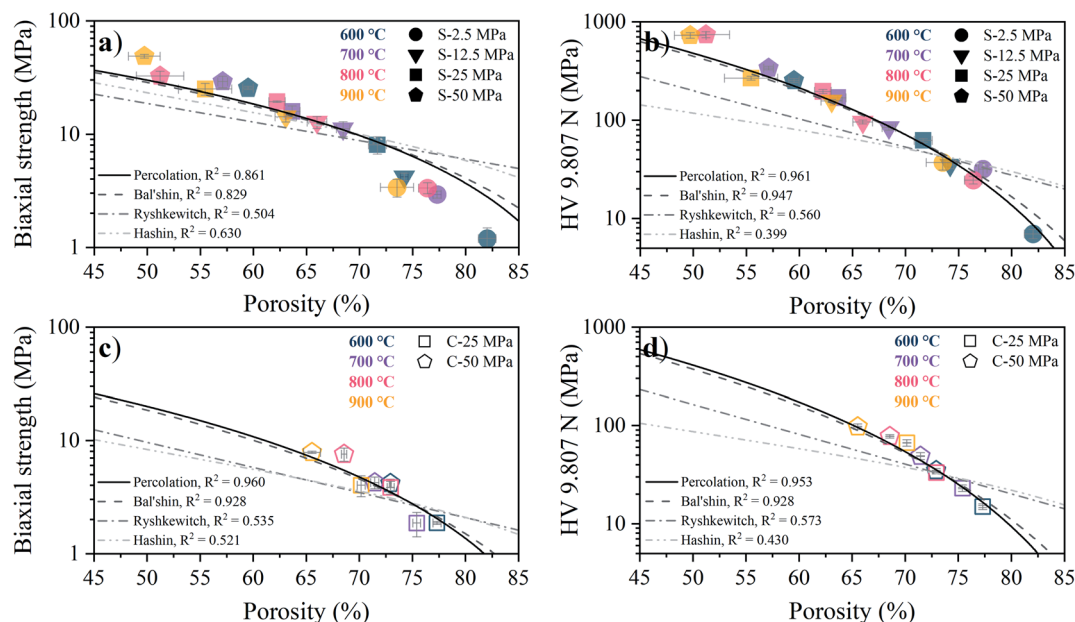 a)
Biaxial strength (MPa)
100
10
1
600 °C
700 °C
800 °C
900 °C
S-2.5 MPa
S-12.5 MPa
S-25 MPa
S-50 MPa
Percolation, R² = 0.861
Bal'shin, R² = 0.829
Ryshkewitch, R² = 0.504
Hashin, R² = 0.630
45 50 55 60 65 70 75 80 85
Porosity (%)
b)
HV 9.807 N (MPa)
1000
100
10
600 °C
700 °C
800 °C
900 °C
S-2.5 MPa
S-12.5 MPa
S-25 MPa
S-50 MPa
Percolation, R² = 0.961
Bal'shin, R² = 0.947
Ryshkewitch, R² = 0.560
Hashin, R² = 0.399
45 50 55 60 65 70 75 80 85
Porosity (%)
c)
Biaxial strength (MPa)
100
10
1
600 °C
700 °C
800 °C
900 °C
C-25 MPa
C-50 MPa
Percolation, R² = 0.960
Bal'shin, R² = 0.928
Ryshkewitch, R² = 0.535
Hashin, R² = 0.521
45 50 55 60 65 70 75 80 85
Porosity (%)
d)
HV 9.807 N (MPa)
1000
100
10
600 °C
700 °C
800 °C
900 °C
C-25 MPa
C-50 MPa
Percolation, R² = 0.953
Bal'shin, R² = 0.928
Ryshkewitch, R² = 0.573
Hashin, R² = 0.430
45 50 55 60 65 70 75 80 85
Porosity (%)